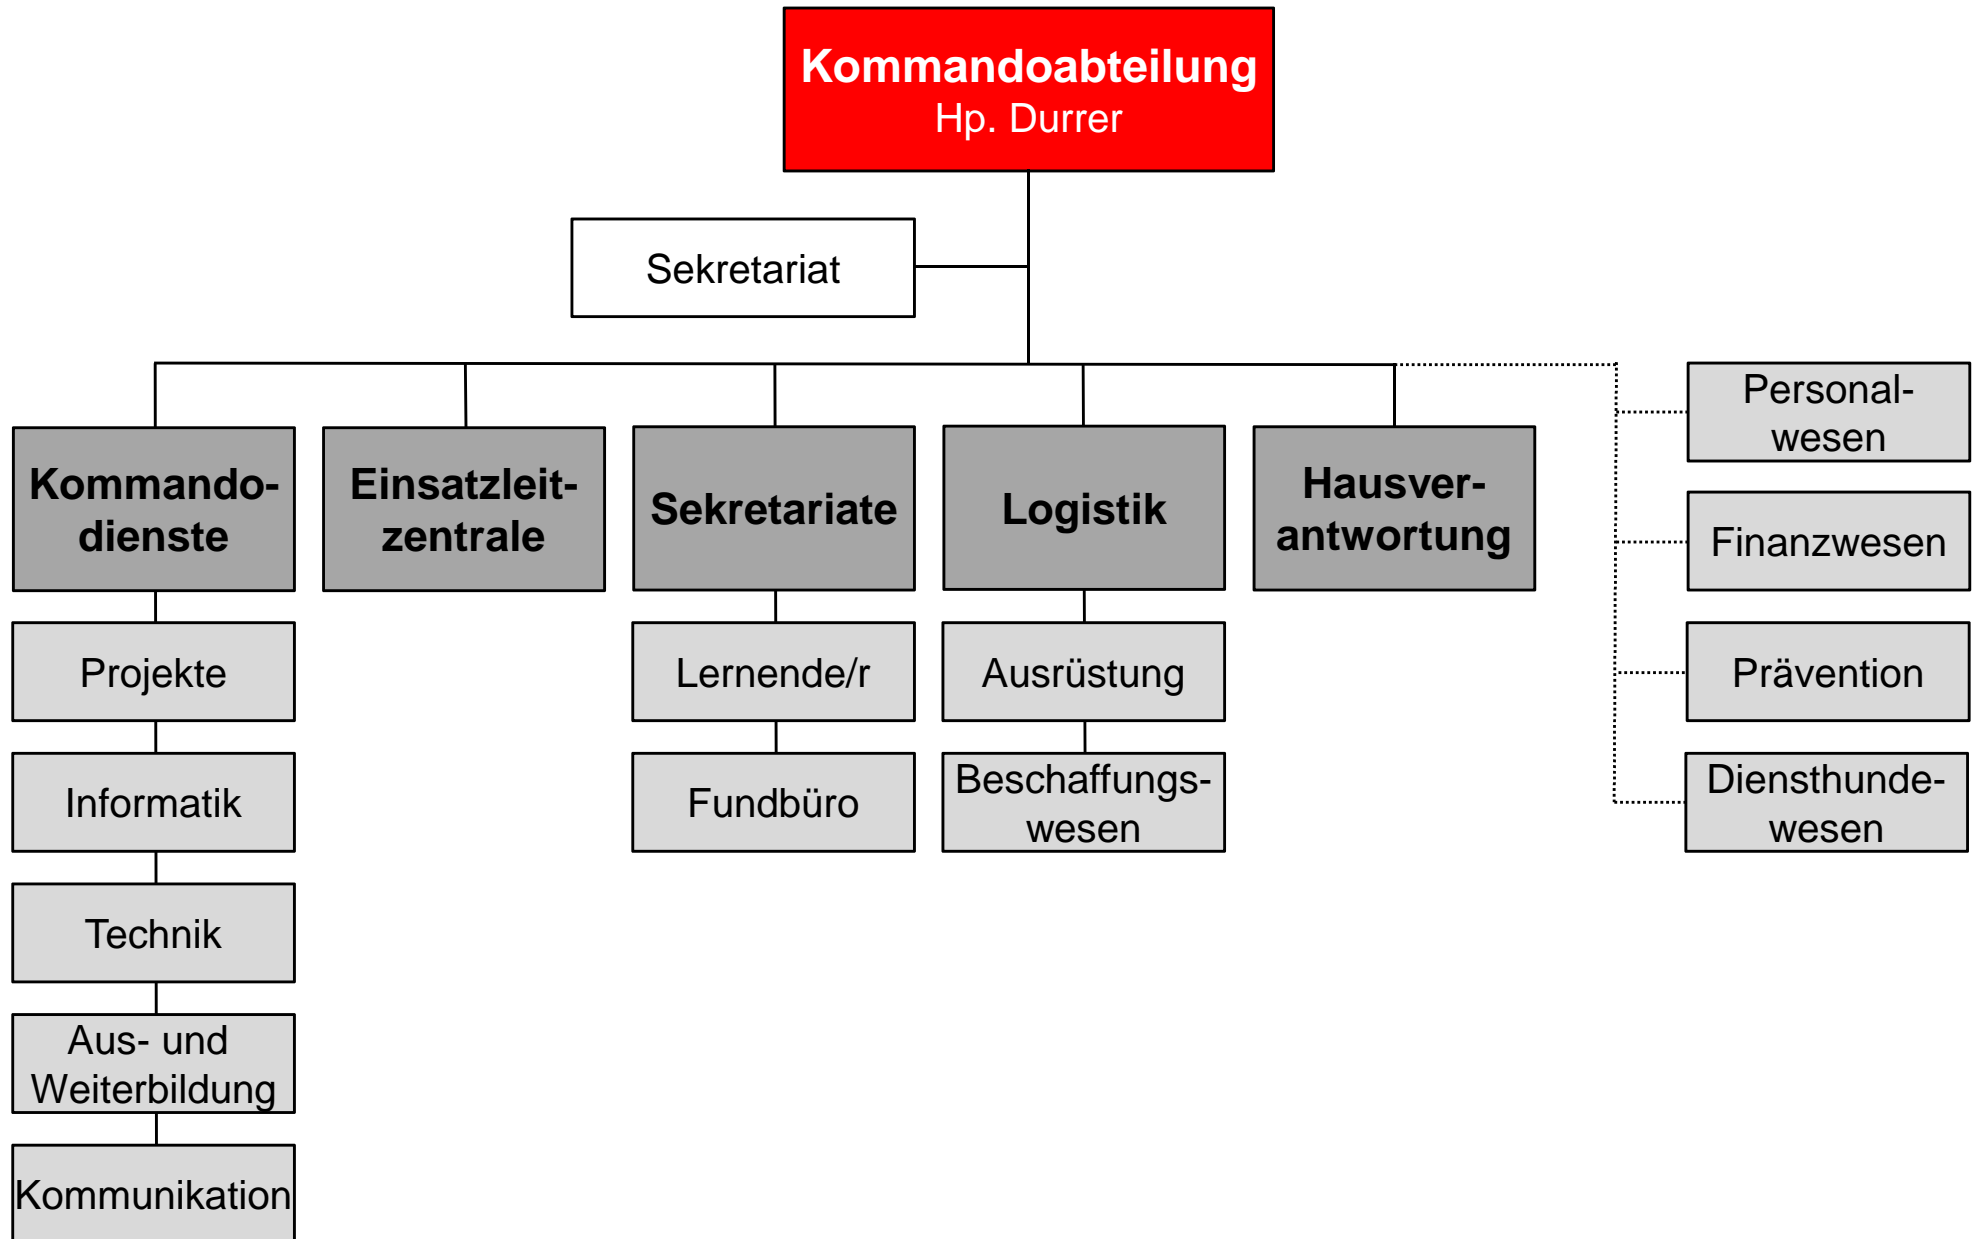 Kommandoabteilung
Hp. Durrer
Sekretariat
Kommando-
dienste
Projekte
Informatik
Technik
Aus- und
Weiterbildung
Kommunikation
Einsatzleit-
zentrale
Sekretariate
Lernende/r
Fundbüro
Logistik
Ausrüstung
Beschaffungs-
wesen
Hausver-
antwortung
Personal-
wesen
Finanzwesen
Prävention
Diensthunde-
wesen